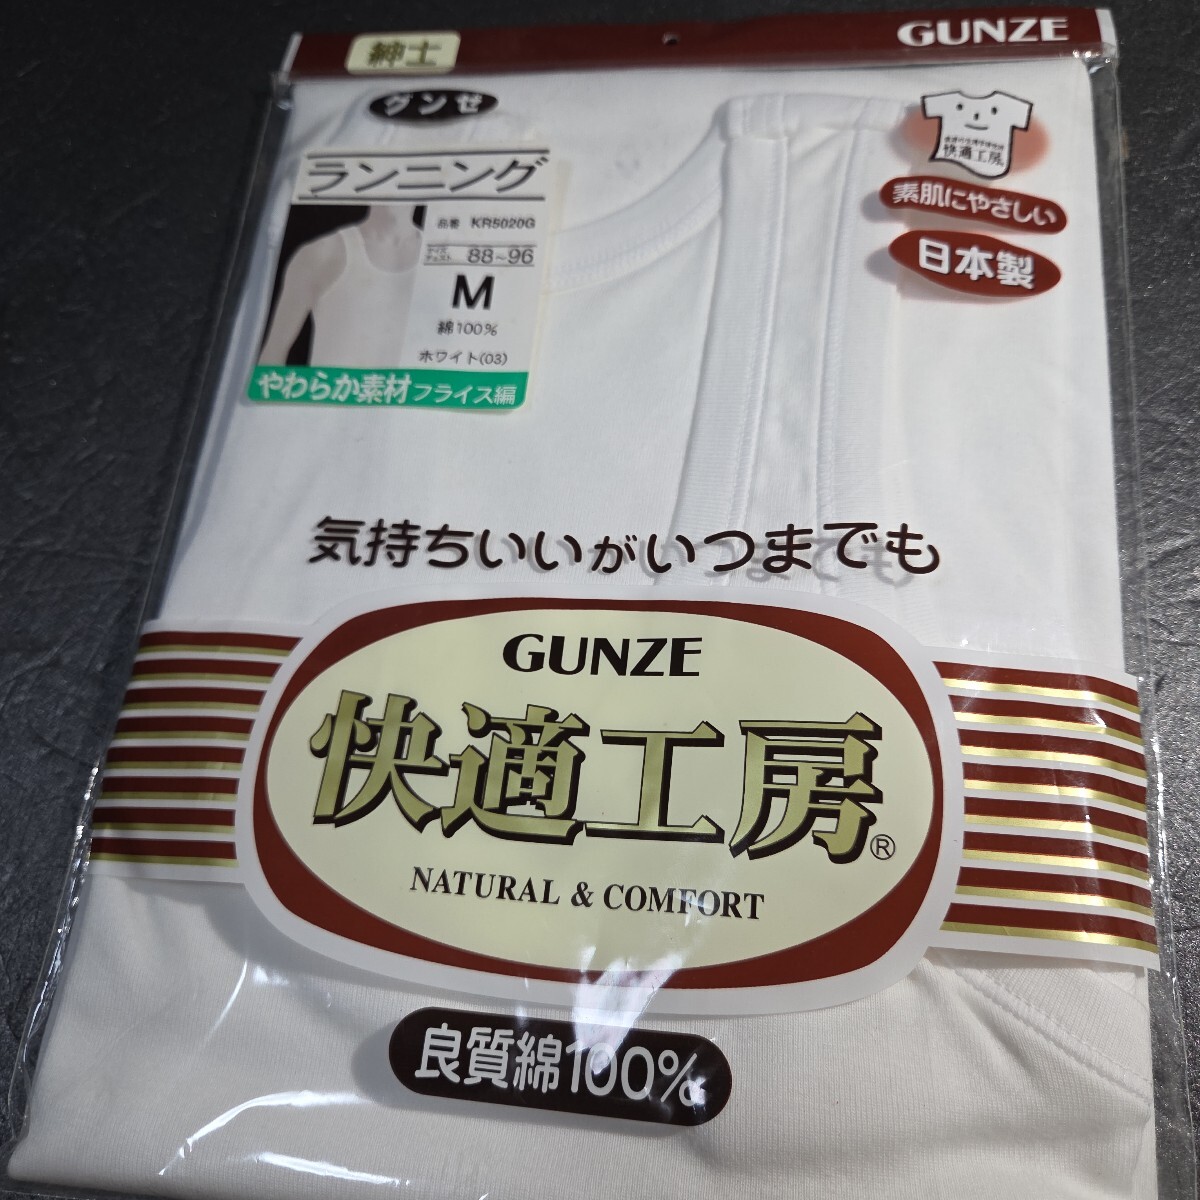 紳士
GUNZE
グンゼ
ランニング
品番 KR5020G
サイズ
チェスト 88~96
M
綿100%
ホワイト(03)
やわらか素材フライス編
快適工房
素肌にやさしい
日本製
気持ちいいがいつまでも
GUNZE
快適工房®
NATURAL & COMFORT
良質綿100%